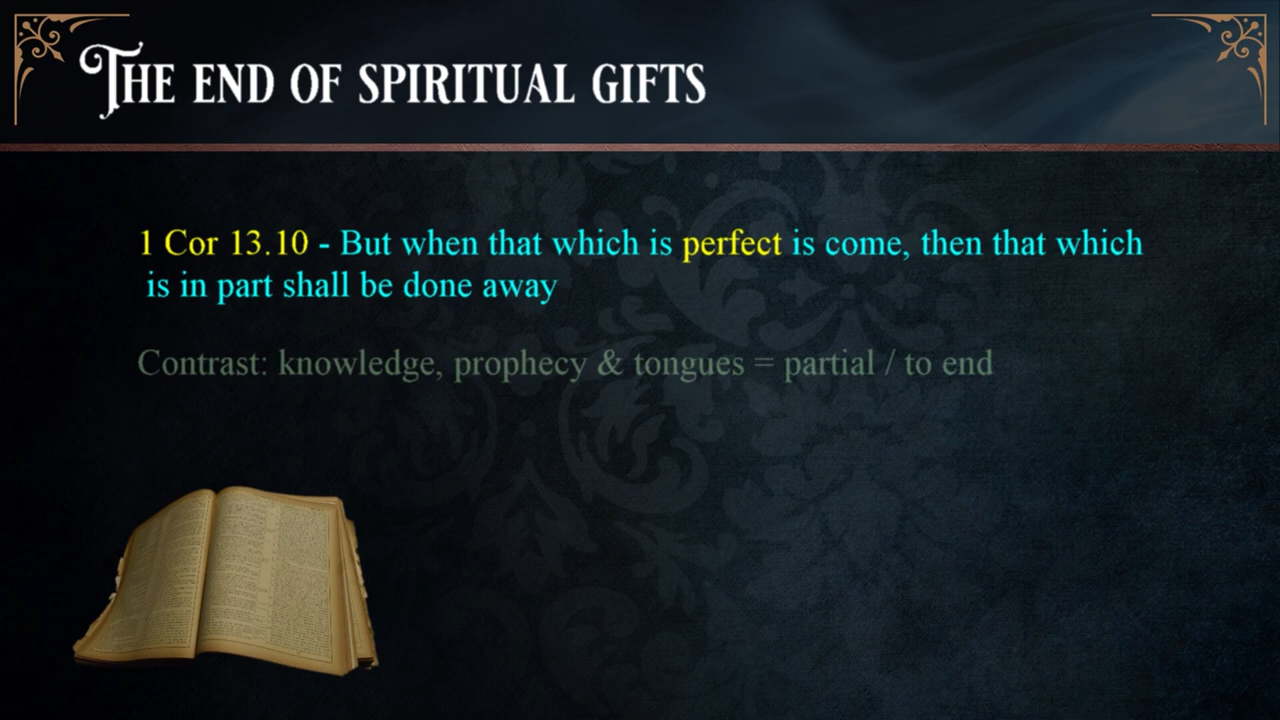 The end of spiritual gifts
1 Cor 13.10 - But when that which is perfect is come, then that which
is in part shall be done away
Contrast: knowledge, prophecy & tongues = partial / to end